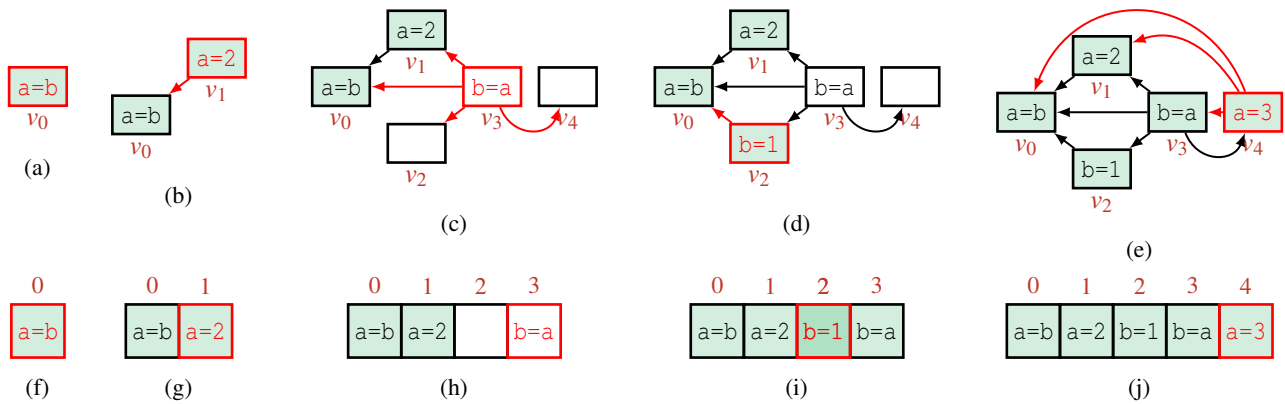 a=b
v0
(a)
a=2
v1
a=b
v0
(b)
a=2
v1
a=b
v0
b=a
v3
v4
v2
(c)
a=2
v1
a=b
v0
b=a
v3
v4
b=1
v2
(d)
a=2
v1
a=b
v0
b=a
v3
a=3
v4
b=1
v2
(e)
0
a=b
(f)
0 1
a=b a=2
(g)
0 1 2 3
a=b a=2 b=a
(h)
0 1 2 3
a=b a=2 b=1 b=a
(i)
0 1 2 3 4
a=b a=2 b=1 b=a a=3
(j)